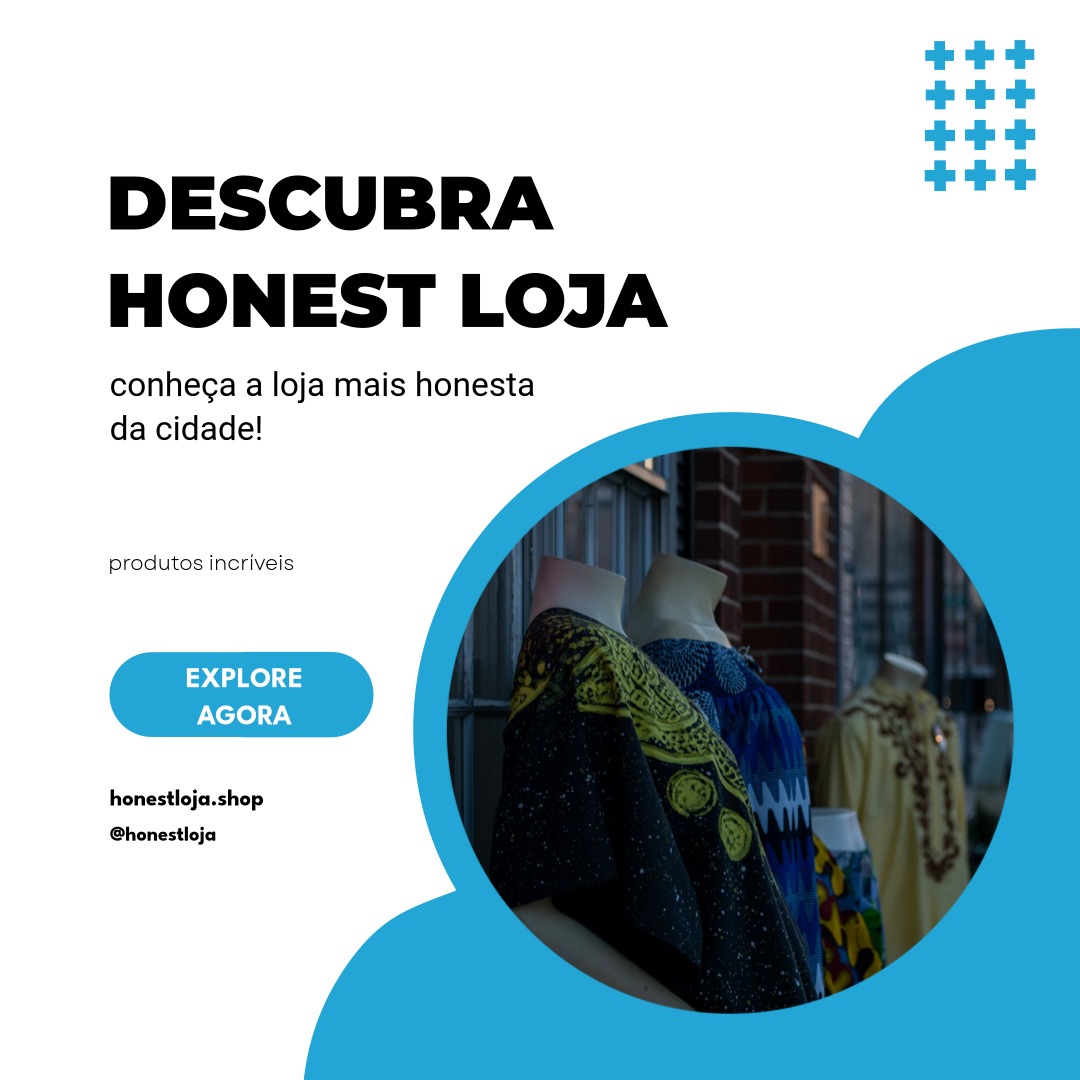 DESCUBRA
HONEST LOJA
conheça a loja mais honesta
da cidade!
produtos incríveis
EXPLORE
AGORA
honestloja.shop
@honestloja